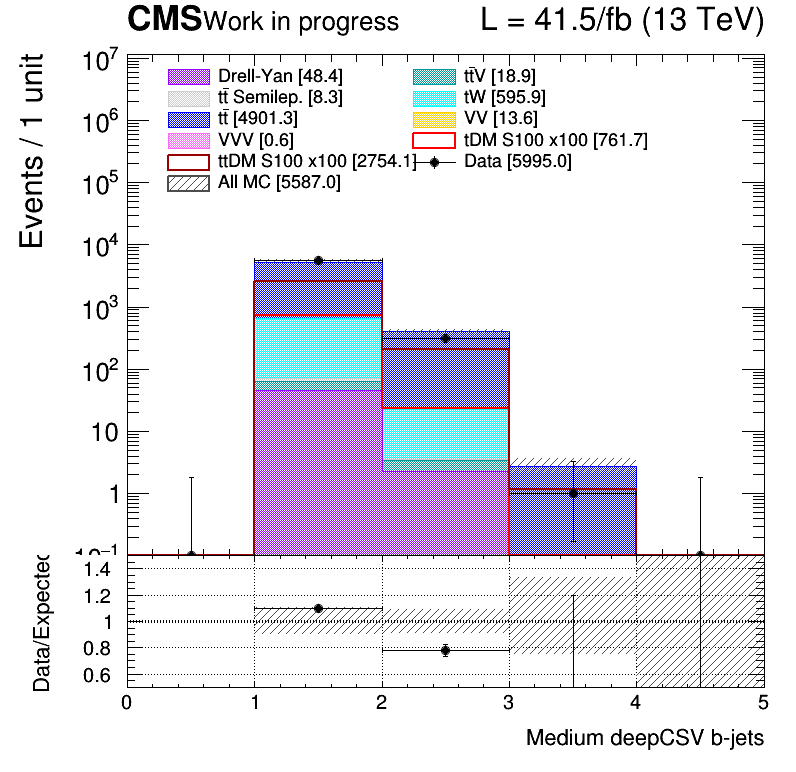 CMS Work in progress L = 41.5/fb (13 TeV)
Events / 1 unit
10⁷
10⁶
10⁵
10⁴
10³
10²
10
1
10⁻¹
Drell-Yan [48.4]
tt̄V [18.9]
tt̄ Semilep. [8.3]
tW [595.9]
tt̄ [4901.3]
VV [13.6]
VVV [0.6]
tDM S100 x100 [761.7]
ttDM S100 x100 [2754.1]
Data [5995.0]
All MC [5587.0]
Data/Expected
1.4
1.2
1
0.8
0.6
0 1 2 3 4 5
Medium deepCSV b-jets